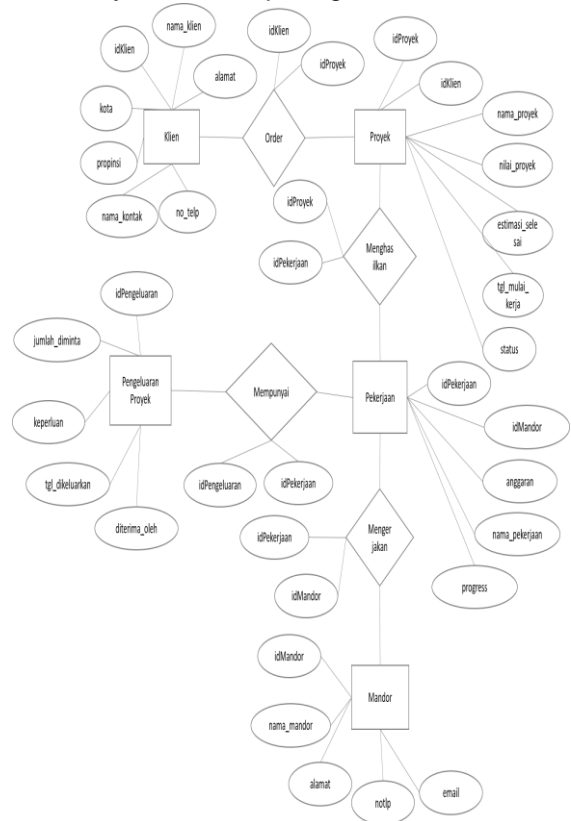 nama_klien
idKlien
alamat
kota
Klien
propinsi
nama_kontak
no_telp
idKlien
idProyek
Order
idProyek
idKlien
Proyek
nama_proyek
nilai_proyek
estimasi_sele
sai
tgl_mulai_
kerja
status
idProyek
idPekerjaan
Menghas
ilkan
idPengeluaran
jumlah_diminta
Pengeluaran
Proyek
keperluan
tgl_dikeluarkan
diterima_oleh
Mempunyai
idPengeluaran
idPekerjaan
Pekerjaan
idPekerjaan
idMandor
anggaran
nama_pekerjaan
progress
idPekerjaan
Menger
jakan
idMandor
idMandor
Mandor
nama_mandor
alamat
notlp
email